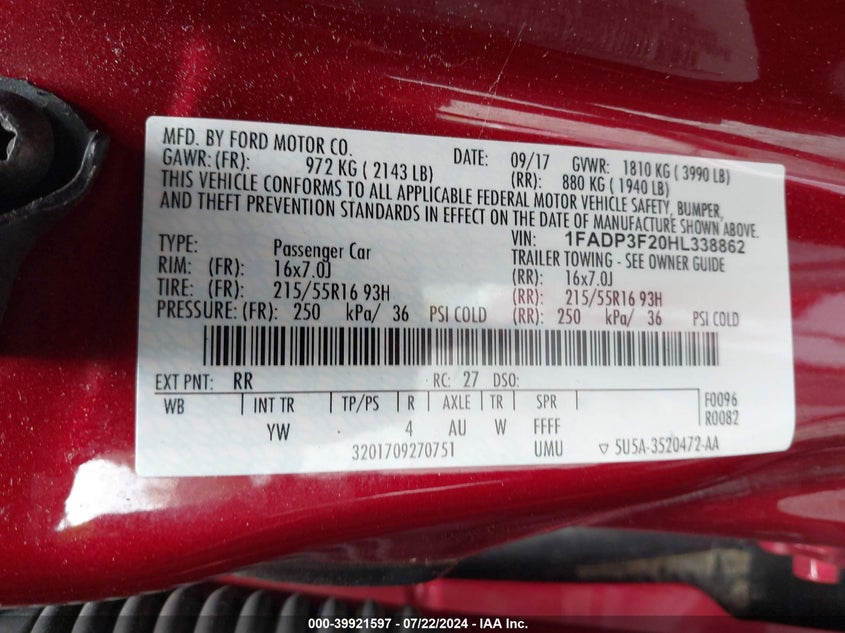 MFD. BY FORD MOTOR CO.
DATE: 09/17 GVWR: 1810 KG ( 3990 LB)
GAWR: (FR): 972 KG ( 2143 LB) (RR): 880 KG ( 1940 LB)
THIS VEHICLE CONFORMS TO ALL APPLICABLE FEDERAL MOTOR VEHICLE SAFETY, BUMPER,
AND THEFT PREVENTION STANDARDS IN EFFECT ON THE DATE OF MANUFACTURE SHOWN ABOVE.
VIN: 1FADP3F20HL338862
TYPE: Passenger Car TRAILER TOWING - SEE OWNER GUIDE
RIM: (FR): 16x7.0J (RR): 16x7.0J
TIRE: (FR): 215/55R16 93H (RR): 215/55R16 93H
PRESSURE: (FR): 250 kPa/ 36 PSI COLD (RR): 250 kPa/ 36 PSI COLD
EXT PNT: RR RC: 27 DSO:
WB INT TR TP/PS R AXLE TR SPR F0096
R0082
YW 4 AU W FFFF
3201709270751 UMU ▽ 5U5A-3520472-AA
000-39921597 - 07/22/2024 - IAA Inc.